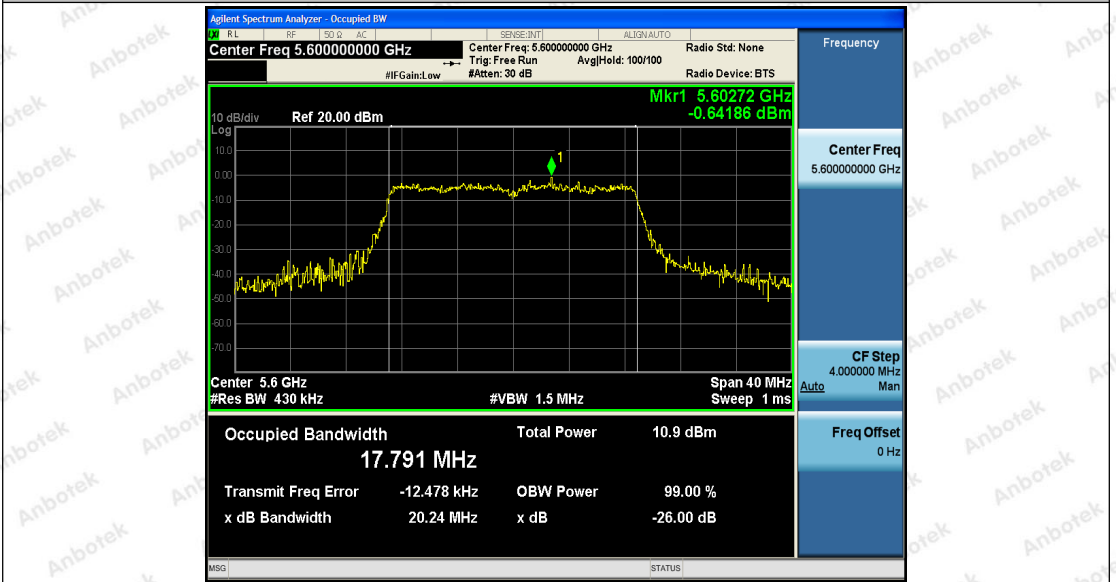 Agilent Spectrum Analyzer - Occupied BW
RL RF 50 Ω AC SENSE:INT ALIGN AUTO
Center Freq 5.600000000 GHz
Center Freq: 5.600000000 GHz
Radio Std: None
Trig: Free Run Avg|Hold: 100/100
#IFGain:Low
#Atten: 30 dB
Radio Device: BTS
Mkr1 5.60272 GHz
-0.64186 dBm
10 dB/div Ref 20.00 dBm
Log
10.0
0.00
-10.0
-20.0
-30.0
-40.0
-50.0
-60.0
-70.0
1
Center 5.6 GHz
Span 40 MHz
#Res BW 430 kHz
#VBW 1.5 MHz
Sweep 1 ms
Occupied Bandwidth
Total Power 10.9 dBm
17.791 MHz
Transmit Freq Error -12.478 kHz
OBW Power 99.00 %
x dB Bandwidth 20.24 MHz
x dB -26.00 dB
MSG
STATUS
Frequency
Center Freq
5.600000000 GHz
CF Step
4.000000 MHz
Auto Man
Freq Offset
0 Hz
Anbotek